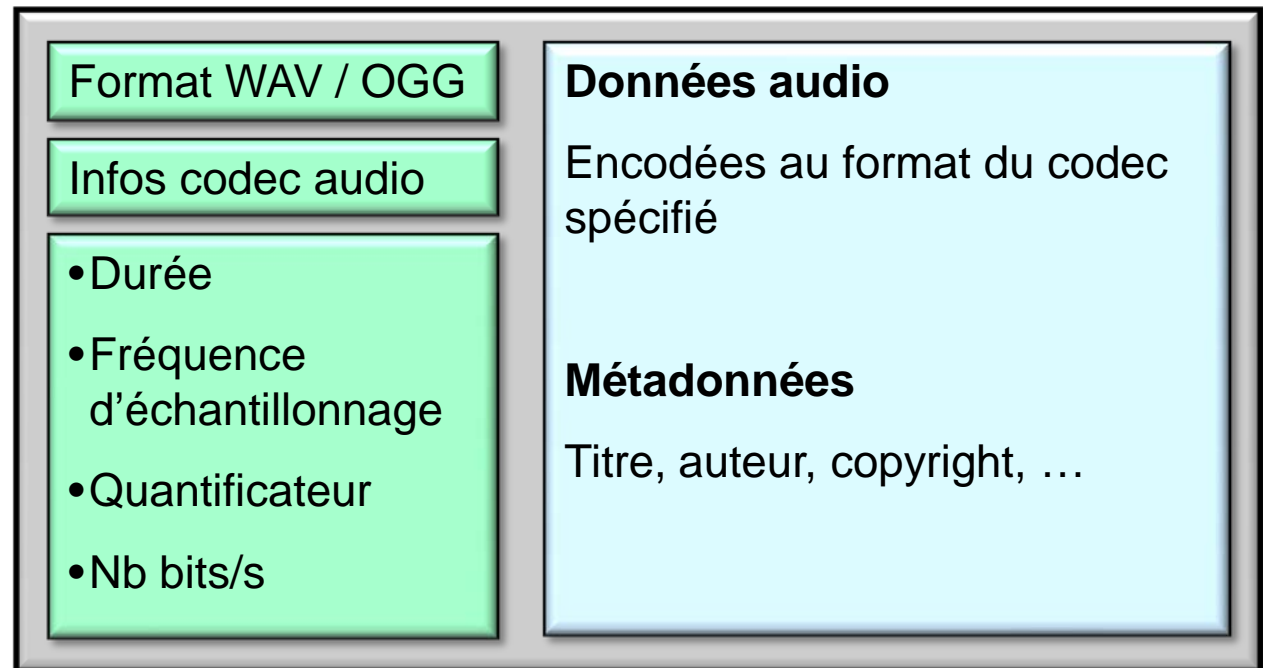 Format WAV / OGG
Infos codec audio
•Durée
•Fréquence
d’échantillonnage
•Quantificateur
•Nb bits/s
Données audio
Encodées au format du codec
spécifié
Métadonnées
Titre, auteur, copyright, …